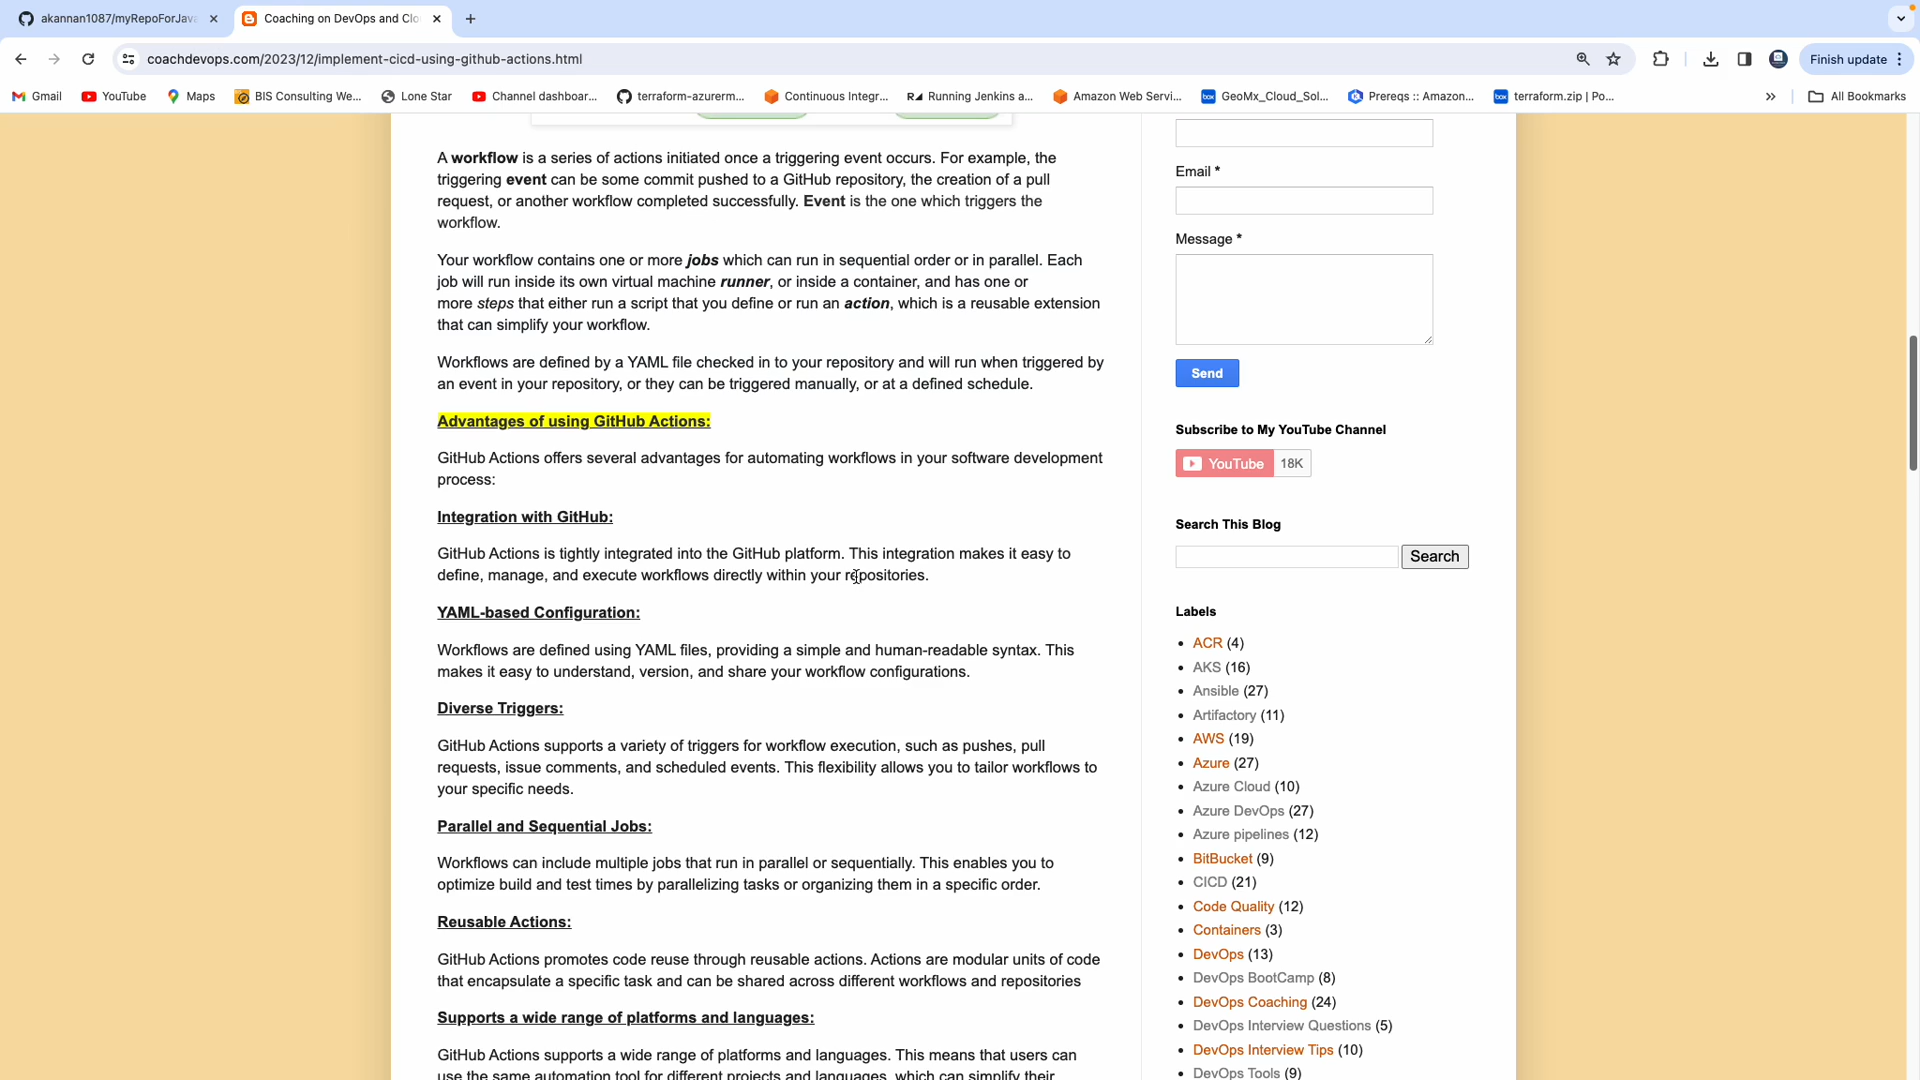 akannan1087/myRepoForJava
Coaching on DevOps and Clo
coachdevops.com/2023/12/implement-cicd-using-github-actions.html
Finish update
Gmail
YouTube
Maps
BIS Consulting We...
Lone Star
Channel dashboar...
terraform-azurerm...
Continuous Integr...
Running Jenkins a...
Amazon Web Servi...
GeoMx_Cloud_Sol...
Prereqs :: Amazon...
terraform.zip | Po...
»
All Bookmarks
A workflow is a series of actions initiated once a triggering event occurs. For example, the
triggering event can be some commit pushed to a GitHub repository, the creation of a pull
request, or another workflow completed successfully. Event is the one which triggers the
workflow.
Your workflow contains one or more jobs which can run in sequential order or in parallel. Each
job will run inside its own virtual machine runner, or inside a container, and has one or
more steps that either run a script that you define or run an action, which is a reusable extension
that can simplify your workflow.
Workflows are defined by a YAML file checked in to your repository and will run when triggered by
an event in your repository, or they can be triggered manually, or at a defined schedule.
Advantages of using GitHub Actions:
GitHub Actions offers several advantages for automating workflows in your software development
process:
Integration with GitHub:
GitHub Actions is tightly integrated into the GitHub platform. This integration makes it easy to
define, manage, and execute workflows directly within your repositories.
YAML-based Configuration:
Workflows are defined using YAML files, providing a simple and human-readable syntax. This
makes it easy to understand, version, and share your workflow configurations.
Diverse Triggers:
GitHub Actions supports a variety of triggers for workflow execution, such as pushes, pull
requests, issue comments, and scheduled events. This flexibility allows you to tailor workflows to
your specific needs.
Parallel and Sequential Jobs:
Workflows can include multiple jobs that run in parallel or sequentially. This enables you to
optimize build and test times by parallelizing tasks or organizing them in a specific order.
Reusable Actions:
GitHub Actions promotes code reuse through reusable actions. Actions are modular units of code
that encapsulate a specific task and can be shared across different workflows and repositories
Supports a wide range of platforms and languages:
GitHub Actions supports a wide range of platforms and languages. This means that users can
use the same automation tool for different projects and languages, which can simplify their
Email *
Message *
Send
Subscribe to My YouTube Channel
YouTube 18K
Search This Blog
Search
Labels
ACR (4)
AKS (16)
Ansible (27)
Artifactory (11)
AWS (19)
Azure (27)
Azure Cloud (10)
Azure DevOps (27)
Azure pipelines (12)
BitBucket (9)
CICD (21)
Code Quality (12)
Containers (3)
DevOps (13)
DevOps BootCamp (8)
DevOps Coaching (24)
DevOps Interview Questions (5)
DevOps Interview Tips (10)
DevOps Tools (9)